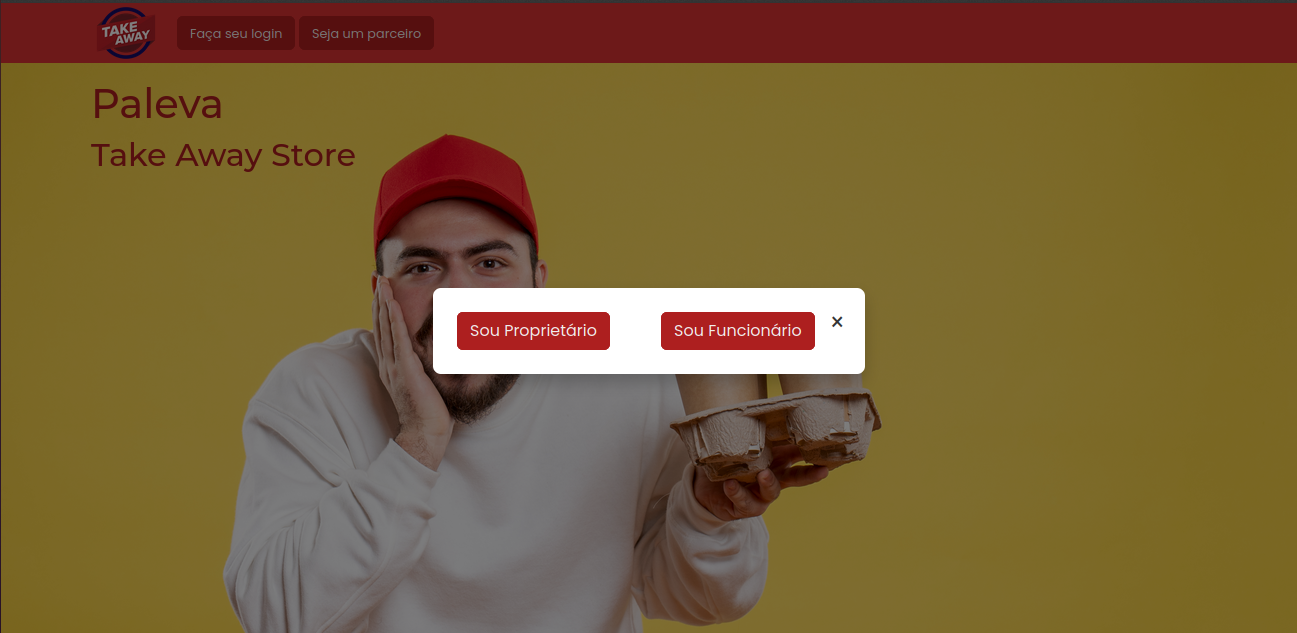 TAKE
AWAY
Faça seu login
Seja um parceiro
Paleva
Take Away Store
Sou Proprietário
Sou Funcionário
×